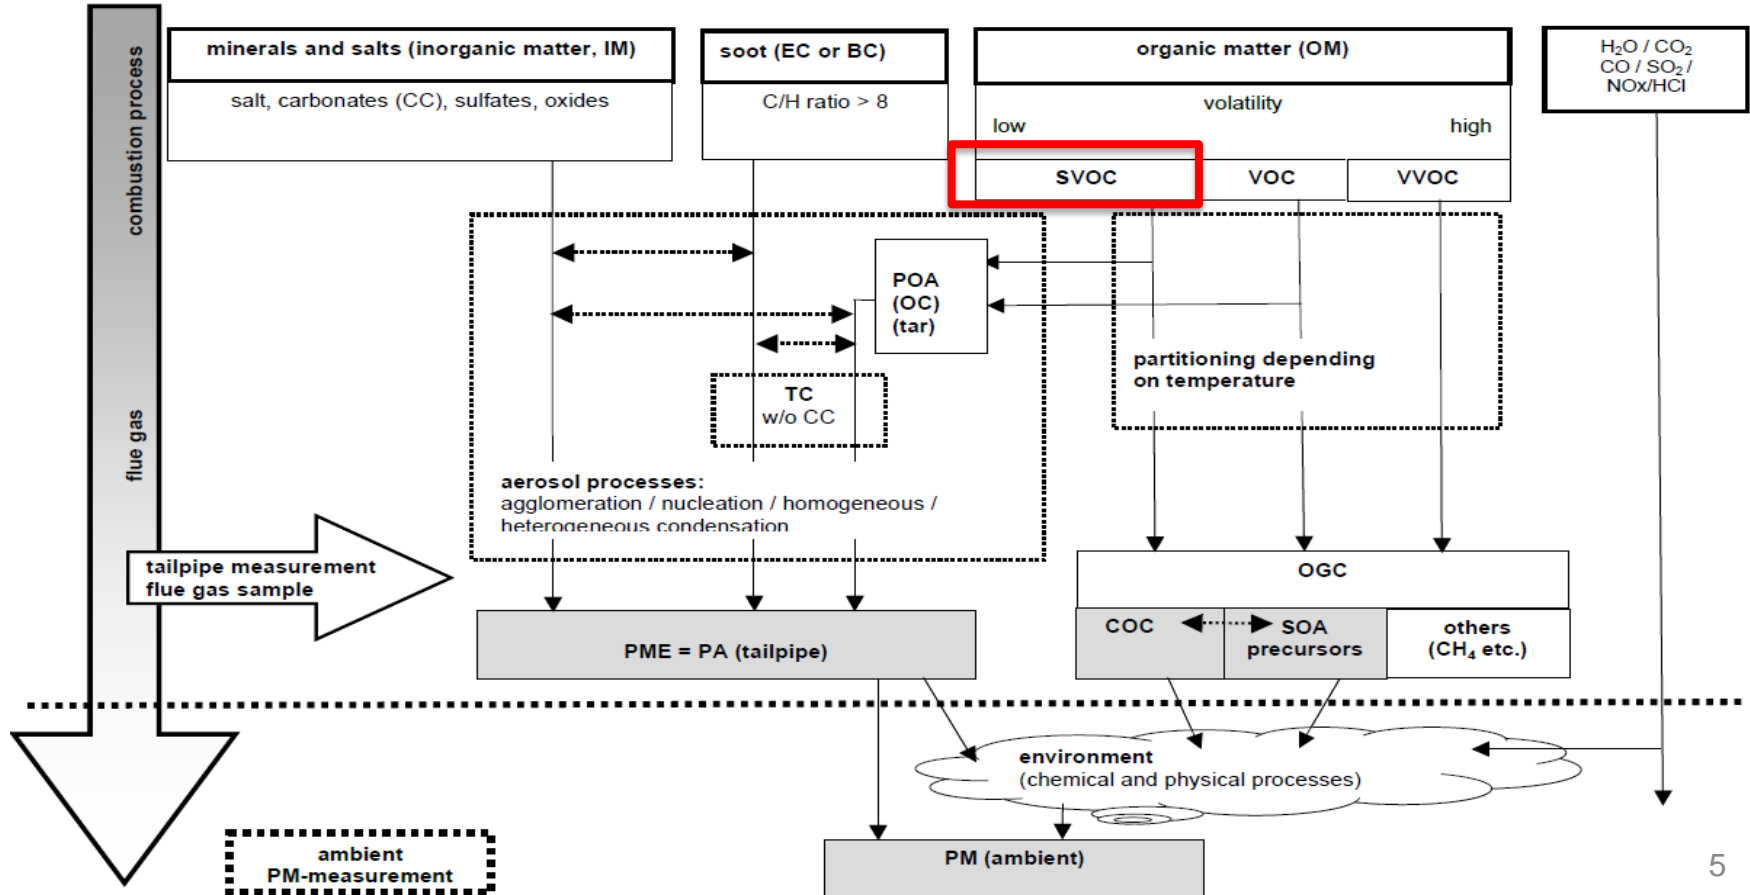 combustion process
flue gas
minerals and salts (inorganic matter, IM)
salt, carbonates (CC), sulfates, oxides
soot (EC or BC)
C/H ratio > 8
organic matter (OM)
volatility
low
high
SVOC
VOC
VVOC
H₂O / CO₂
CO / SO₂ /
NOx/HCl
POA
(OC)
(tar)
partitioning depending
on temperature
TC
w/o CC
aerosol processes:
agglomeration / nucleation / homogeneous /
heterogeneous condensation
tailpipe measurement
flue gas sample
PME = PA (tailpipe)
OGC
COC
SOA
precursors
others
(CH₄ etc.)
environment
(chemical and physical processes)
ambient
PM-measurement
PM (ambient)
5